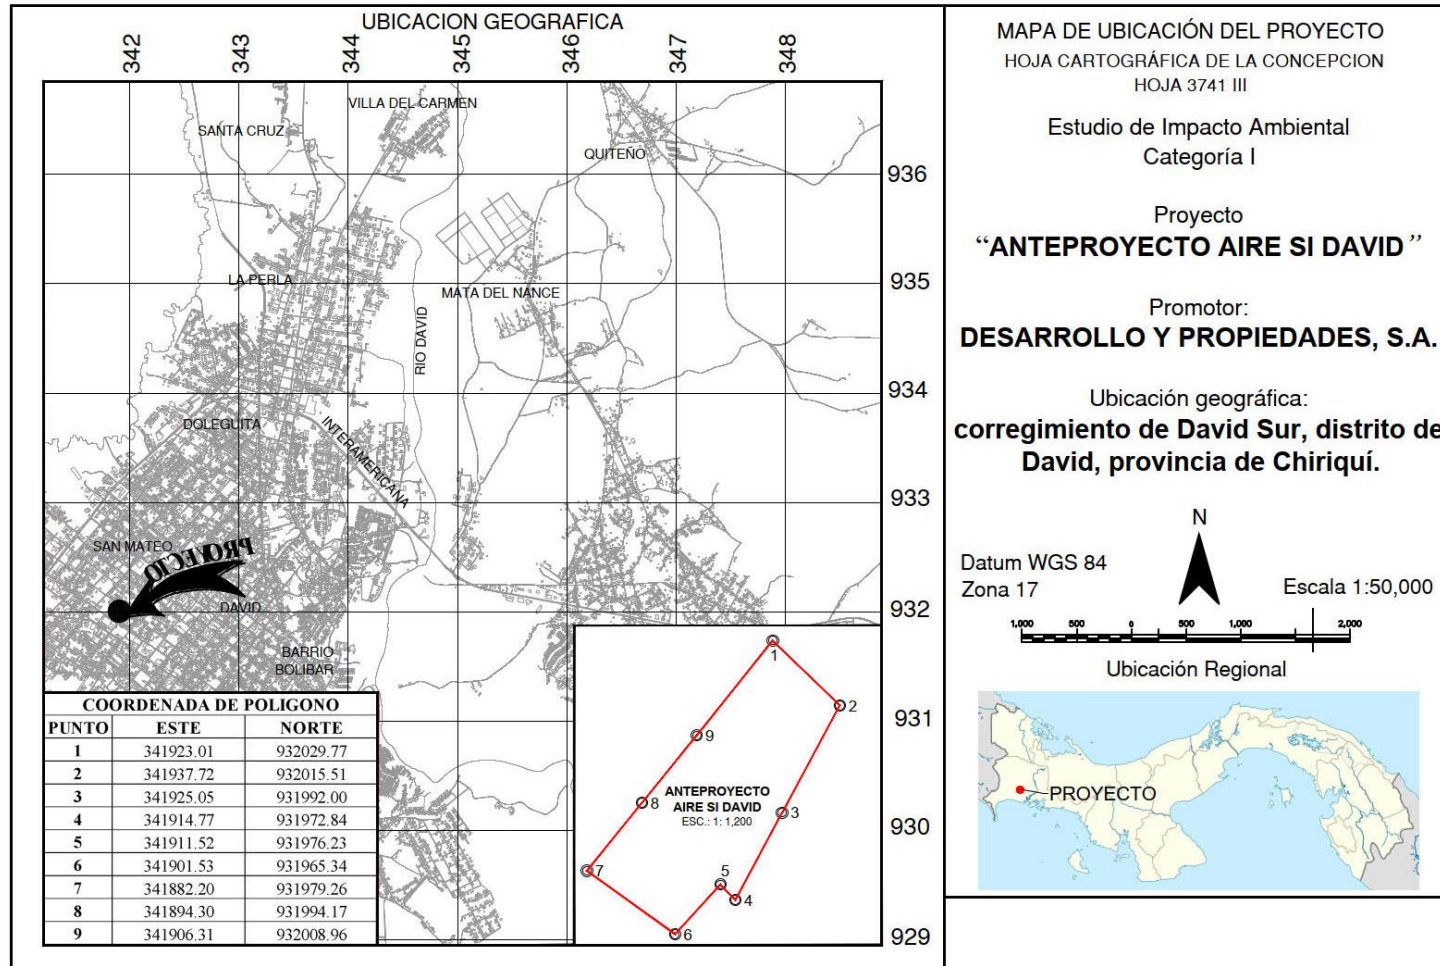 UBICACION GEOGRAFICA
342 343 344 345 346 347 348
VILLA DEL CARMEN
SANTA CRUZ
QUITEÑO
936
LA PERLA
935
MATA DEL NANCE
RIO DAVID
934
DOLEGUITA
INTERAMERICANA
933
SAN MATEO
PROYECTO
932
DAVID
BARRIO
BOLIBAR
931
930
929
COORDENADA DE POLIGONO
PUNTO ESTE NORTE
1 341923.01 932029.77
2 341937.72 932015.51
3 341925.05 931992.00
4 341914.77 931972.84
5 341911.52 931976.23
6 341901.53 931965.34
7 341882.20 931979.26
8 341894.30 931994.17
9 341906.31 932008.96
1
2
9
8
ANTEPROYECTO
AIRE SI DAVID
ESC.: 1: 1,200
3
7
5
4
6
MAPA DE UBICACIÓN DEL PROYECTO
HOJA CARTOGRÁFICA DE LA CONCEPCION
HOJA 3741 III
Estudio de Impacto Ambiental
Categoría I
Proyecto
“ANTEPROYECTO AIRE SI DAVID”
Promotor:
DESARROLLO Y PROPIEDADES, S.A.
Ubicación geográfica:
corregimiento de David Sur, distrito de
David, provincia de Chiriquí.
N
Datum WGS 84
Zona 17
Escala 1:50,000
1,000 500 0 500 1,000 2,000
Ubicación Regional
PROYECTO